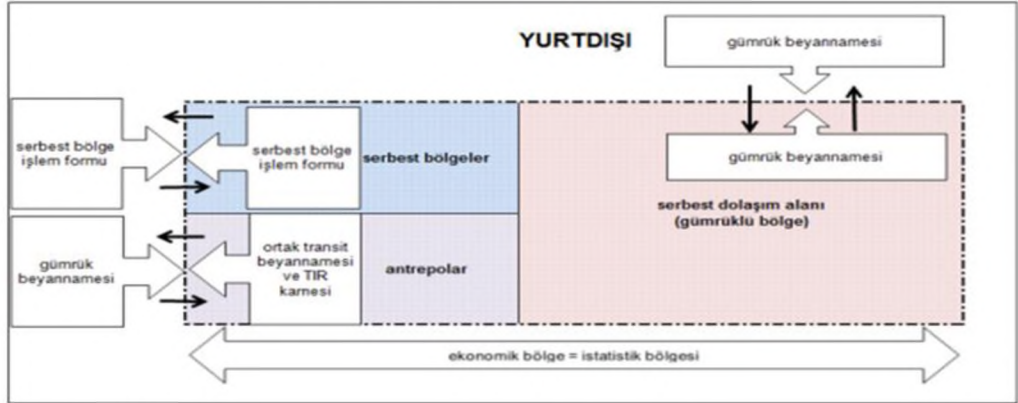 YURTDIŞI
gümrük beyannamesi
serbest bölge
işlem formu
serbest bölge
işlem formu
serbest bölgeler
gümrük beyannamesi
serbest dolaşım alanı
(gümrüklü bölge)
gümrük
beyannamesi
ortak transit
beyannamesi
ve TIR
karnesi
antrepolar
ekonomik bölge = istatistik bölgesi